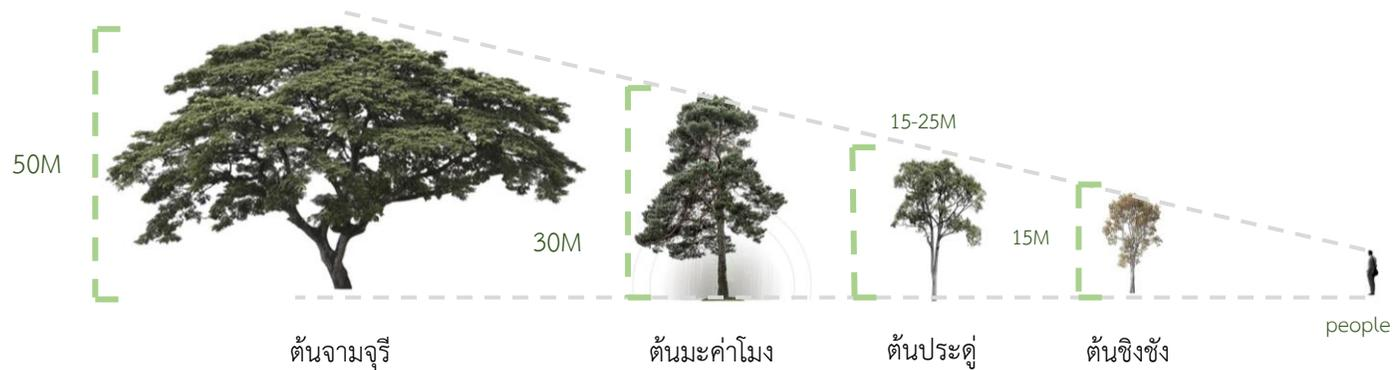 15-25M
50M
30M
15M
people
ต้นจามจุรี
ต้นมะค่าโมง
ต้นประดู่
ต้นชิงชัง